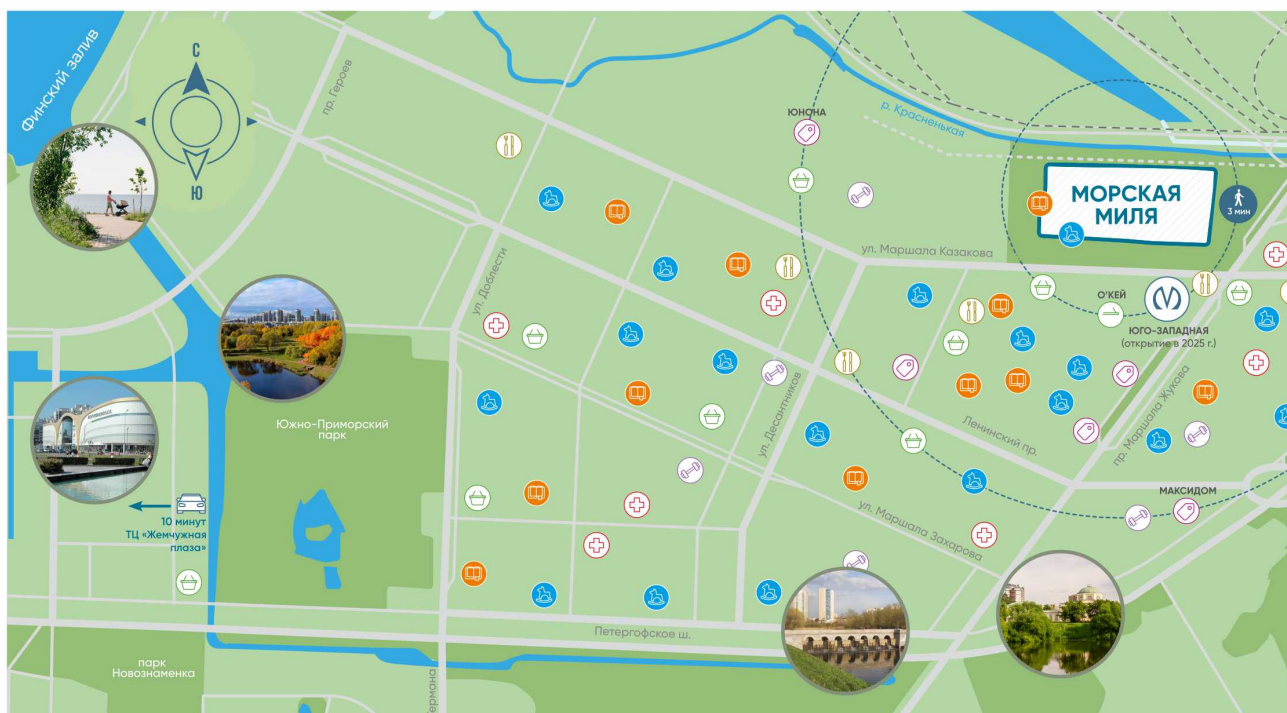 Финский залив
С
Ю
пр. Героев
ЮНОНА
р. Красненькая
МОРСКАЯ
МИЛЯ
3 мин
ул. Маршала Казакова
ул. Доблести
О'КЕЙ
ЮГО-ЗАПАДНАЯ
(открытие в 2025 г.)
Южно-Приморский
парк
ул. Десантников
Ленинский пр.
пр. Маршала Жукова
МАКСИДОМ
10 минут
ТЦ «Жемчужная
плаза»
ул. Маршала Захарова
Петергофское ш.
парк
Новознаменка
ермана